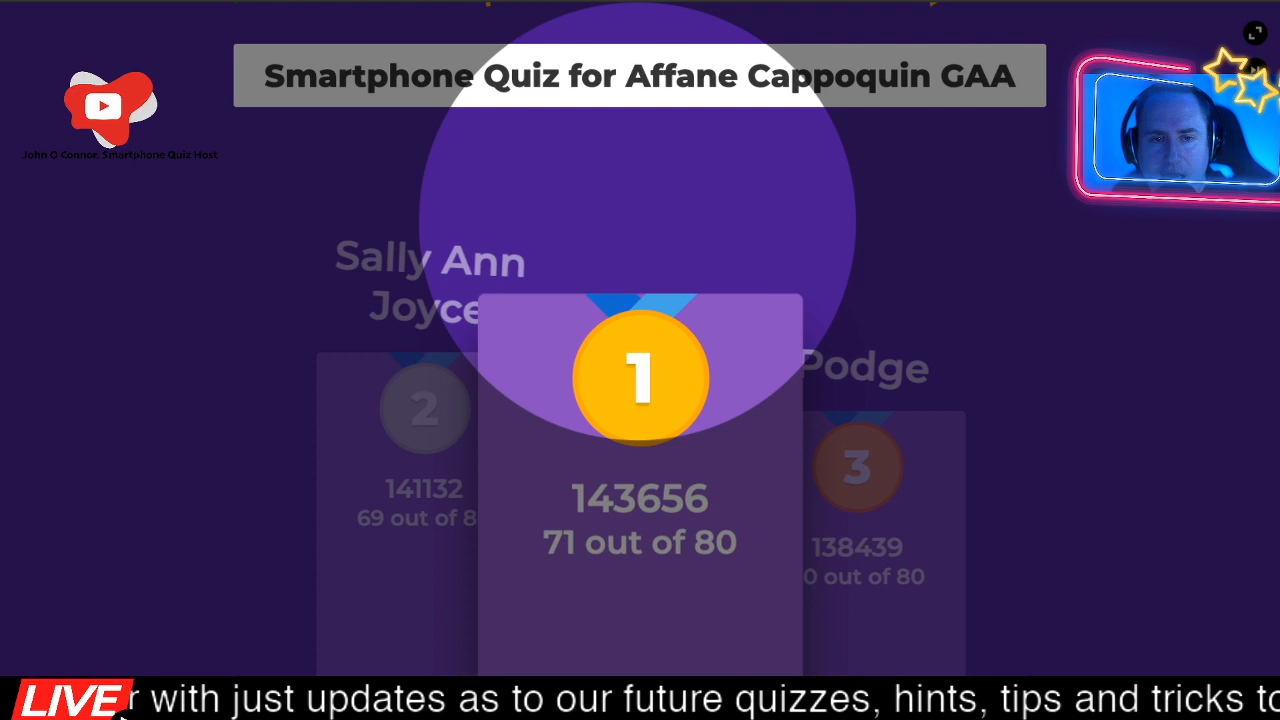 Smartphone Quiz for Affane Cappoquin GAA
John O Connor. Smartphone Quiz Host
Sally Ann
Joyce
Podge
1
2
3
143656
71 out of 80
141132
69 out of 8
138439
0 out of 80
LIVE
r with just updates as to our future quizzes, hints, tips and tricks to